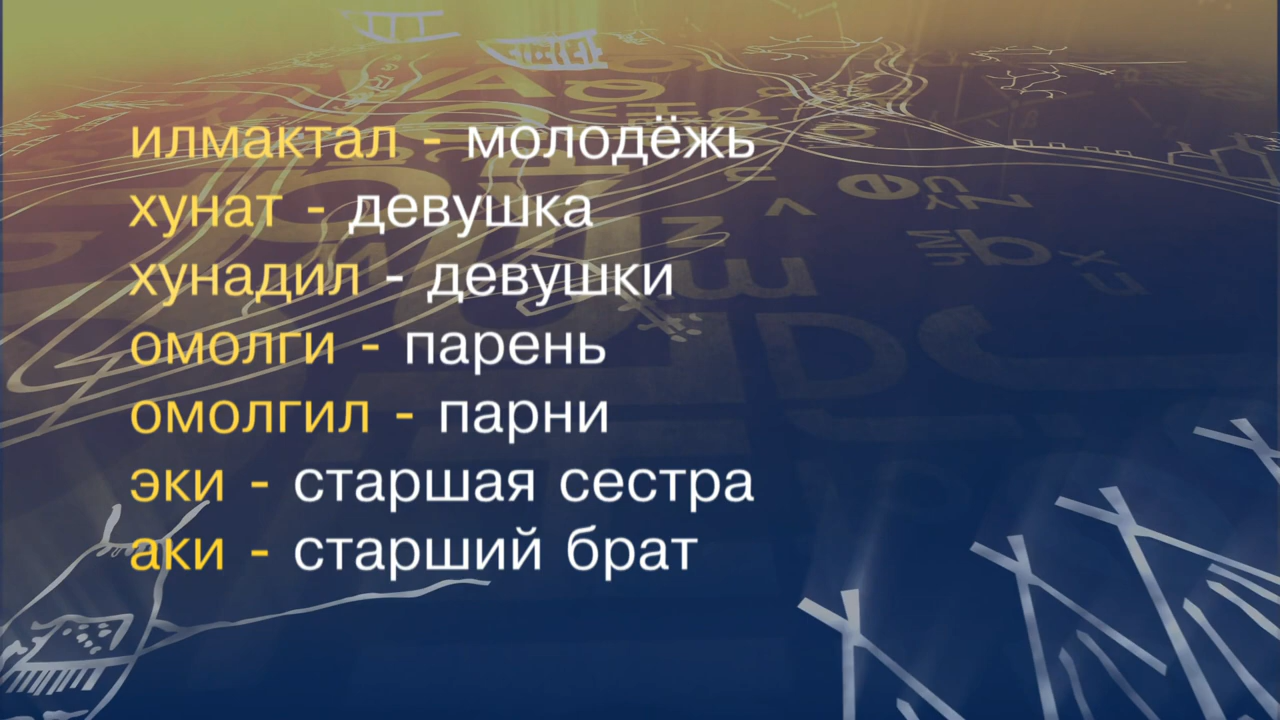 илмактал - молодёжь
хунат - девушка
хунадил - девушки
омолги - парень
омолгил - парни
эки - старшая сестра
аки - старший брат